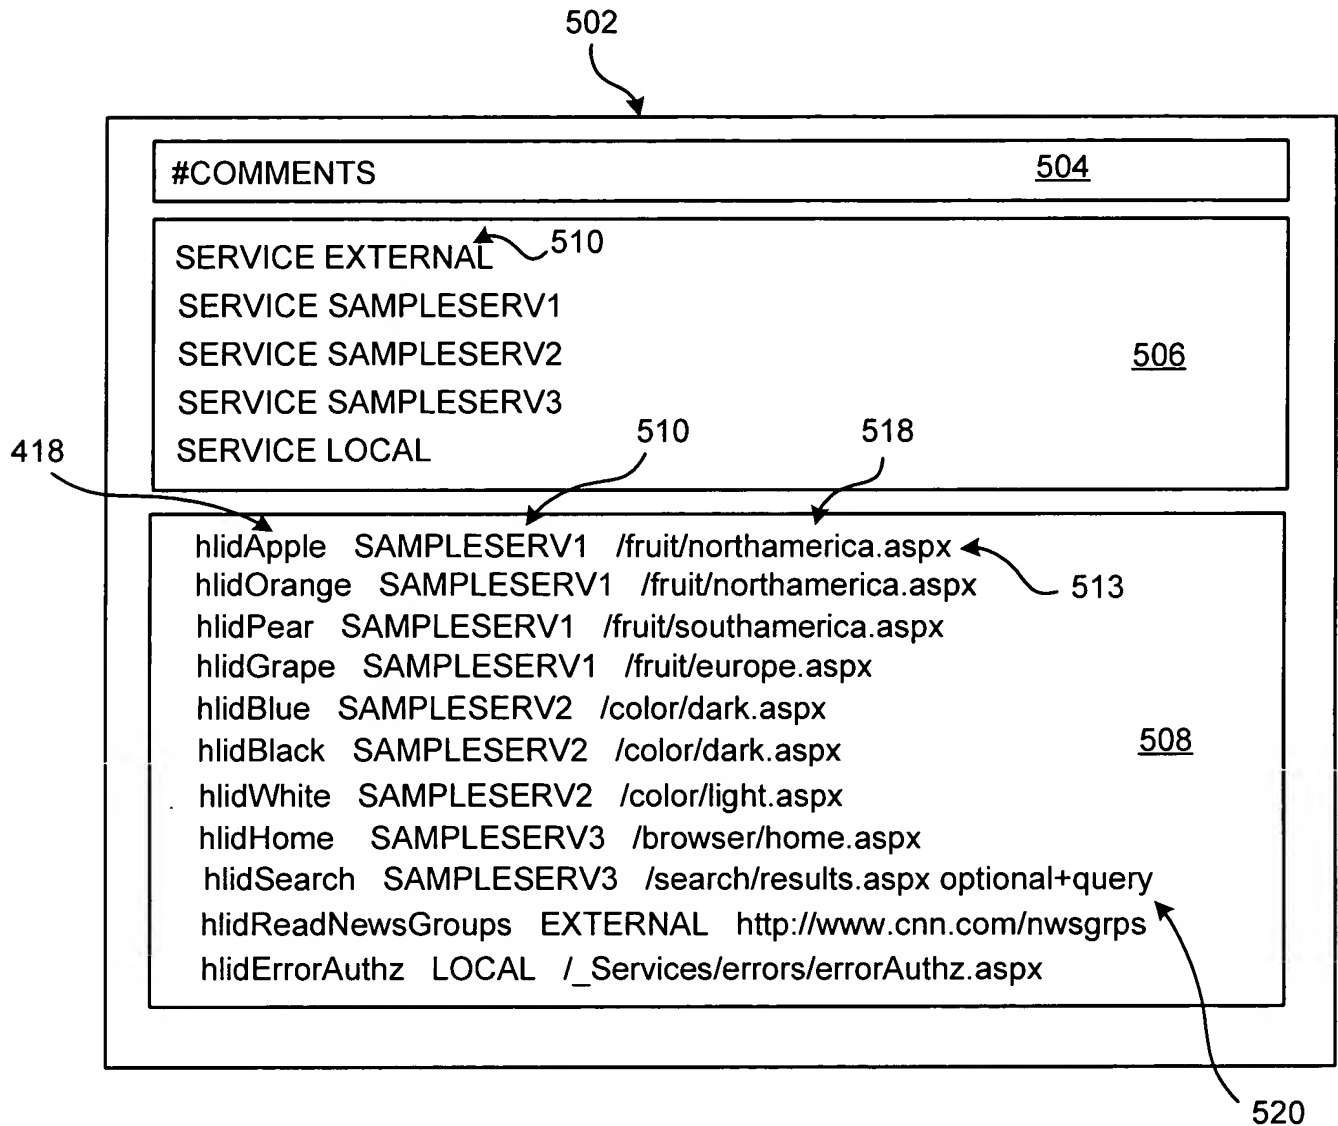 502
#COMMENTS 504
SERVICE EXTERNAL 510
SERVICE SAMPLESERV1
SERVICE SAMPLESERV2 506
SERVICE SAMPLESERV3
SERVICE LOCAL
418 510 518
hlidApple SAMPLESERV1 /fruit/northamerica.aspx
hlidOrange SAMPLESERV1 /fruit/northamerica.aspx 513
hlidPear SAMPLESERV1 /fruit/southamerica.aspx
hlidGrape SAMPLESERV1 /fruit/europe.aspx
hlidBlue SAMPLESERV2 /color/dark.aspx
hlidBlack SAMPLESERV2 /color/dark.aspx 508
hlidWhite SAMPLESERV2 /color/light.aspx
hlidHome SAMPLESERV3 /browser/home.aspx
hlidSearch SAMPLESERV3 /search/results.aspx optional+query
hlidReadNewsGroups EXTERNAL http://www.cnn.com/nwsgrps
hlidErrorAuthz LOCAL /_Services/errors/errorAuthz.aspx
520